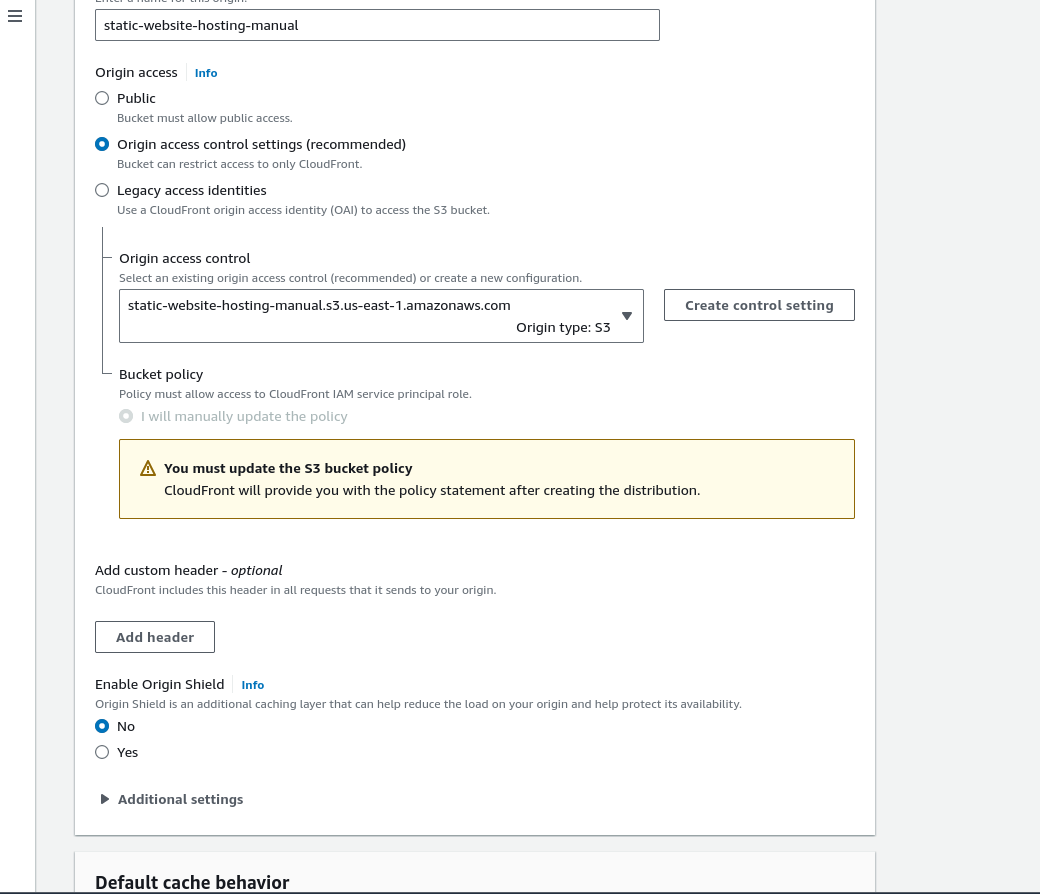 Enter a name for this origin.
static-website-hosting-manual
Origin access Info
Public
Bucket must allow public access.
Origin access control settings (recommended)
Bucket can restrict access to only CloudFront.
Legacy access identities
Use a CloudFront origin access identity (OAI) to access the S3 bucket.
Origin access control
Select an existing origin access control (recommended) or create a new configuration.
static-website-hosting-manual.s3.us-east-1.amazonaws.com
Origin type: S3
Create control setting
Bucket policy
Policy must allow access to CloudFront IAM service principal role.
I will manually update the policy
You must update the S3 bucket policy
CloudFront will provide you with the policy statement after creating the distribution.
Add custom header - optional
CloudFront includes this header in all requests that it sends to your origin.
Add header
Enable Origin Shield Info
Origin Shield is an additional caching layer that can help reduce the load on your origin and help protect its availability.
No
Yes
Additional settings
Default cache behavior